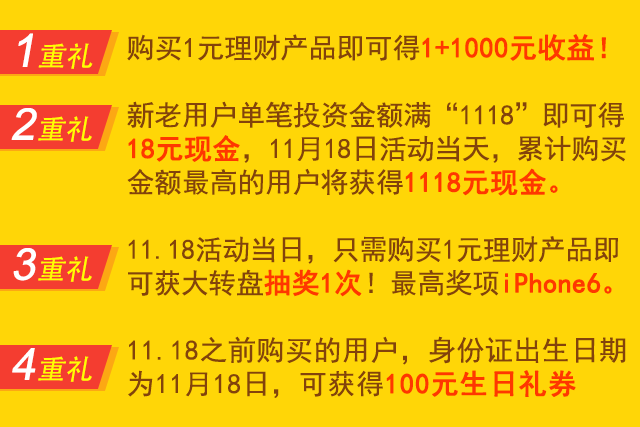 1重礼 购买1元理财产品即可得1+1000元收益！
2重礼 新老用户单笔投资金额满“1118”即可得
18元现金，11月18日活动当天，累计购买
金额最高的用户将获得1118元现金。
3重礼 11.18活动当日，只需购买1元理财产品即
可获大转盘抽奖1次！最高奖项iPhone6。
4重礼 11.18之前购买的用户，身份证出生日期
为11月18日，可获得100元生日礼券